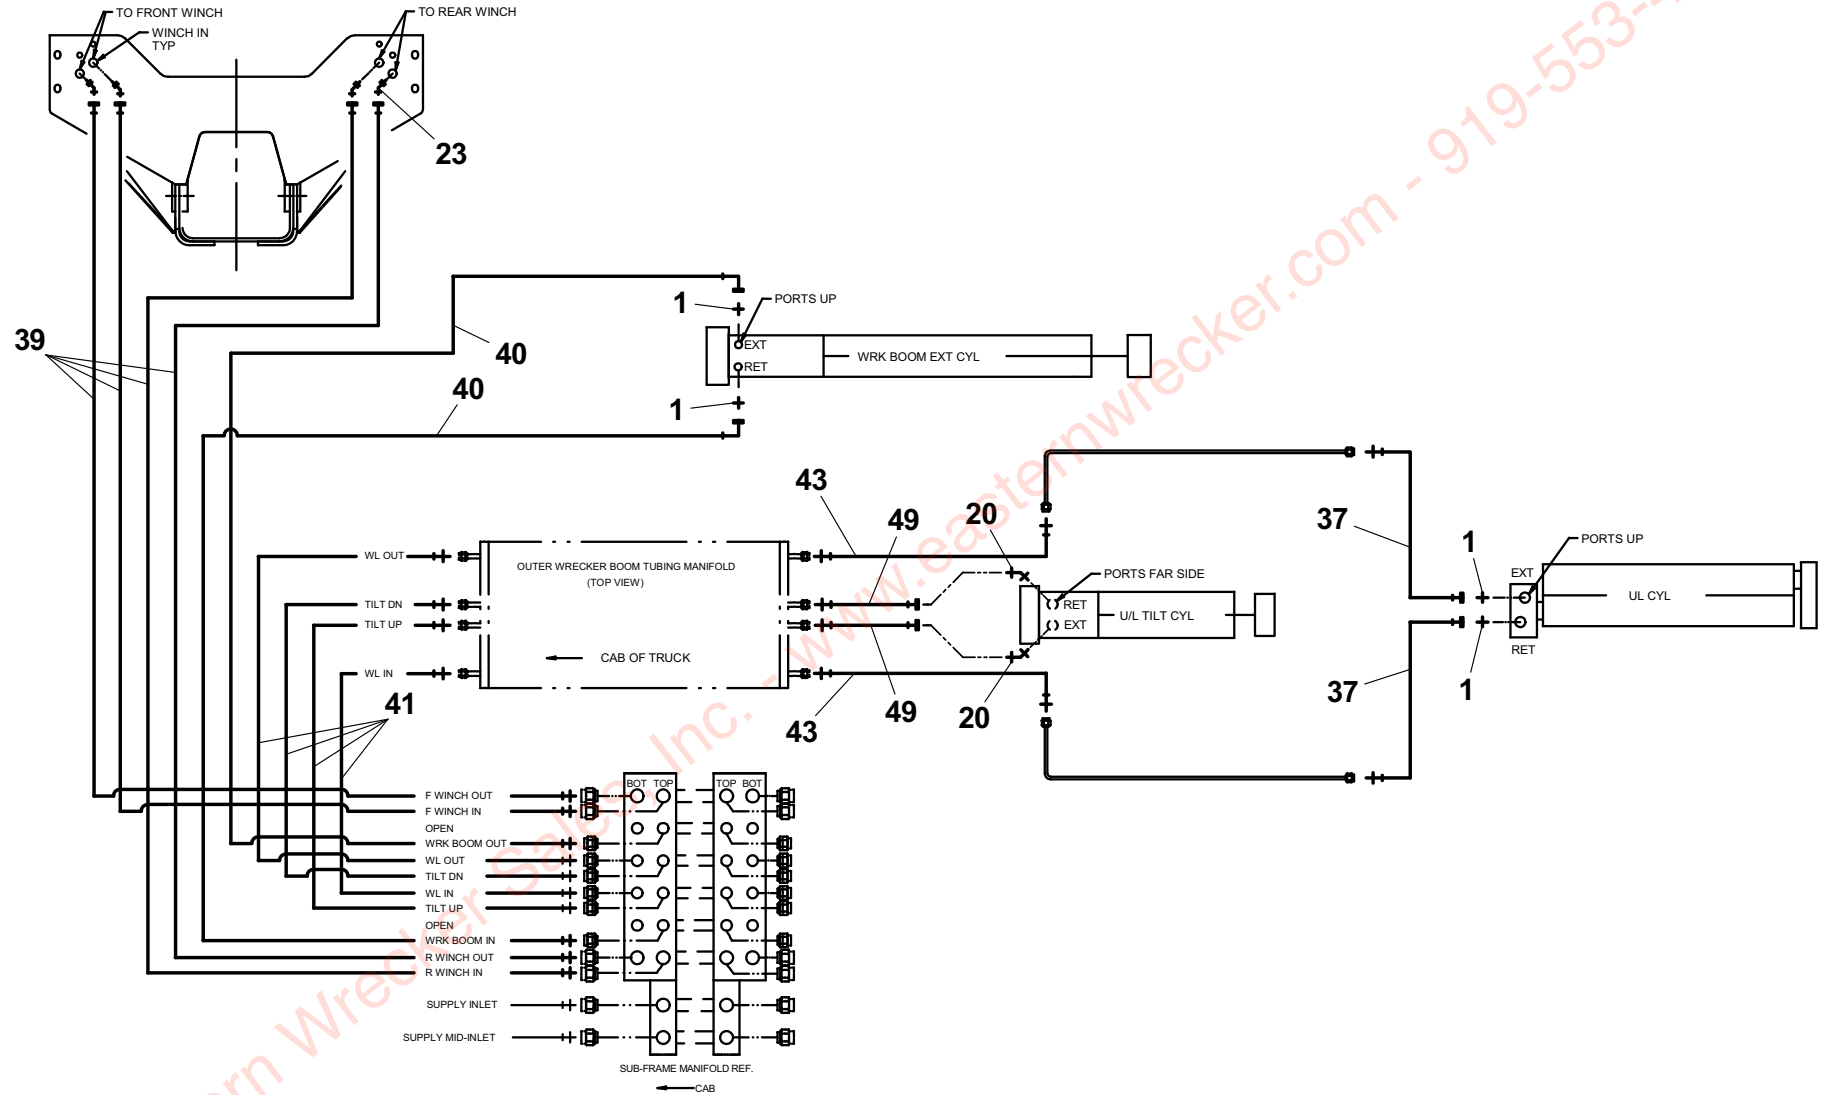 TO FRONT WINCH
WINCH IN
TYP
TO REAR WINCH
23
39
40
40
1
PORTS UP
EXT
RET
WRK BOOM EXT CYL
1
43
49
20
37
1
PORTS UP
EXT
UL CYL
RET
1
37
WL OUT
TILT DN
TILT UP
WL IN
OUTER WRECKER BOOM TUBING MANIFOLD
(TOP VIEW)
CAB OF TRUCK
PORTS FAR SIDE
RET
EXT
U/L TILT CYL
41
43
49
20
BOT TOP
TOP BOT
F WINCH OUT
F WINCH IN
OPEN
WRK BOOM OUT
WL OUT
TILT DN
WL IN
TILT UP
OPEN
WRK BOOM IN
R WINCH OUT
R WINCH IN
SUPPLY INLET
SUPPLY MID-INLET
SUB-FRAME MANIFOLD REF.
CAB
ern Wrecker Sales, Inc. - www.easternwrecker.com - 919-553-4